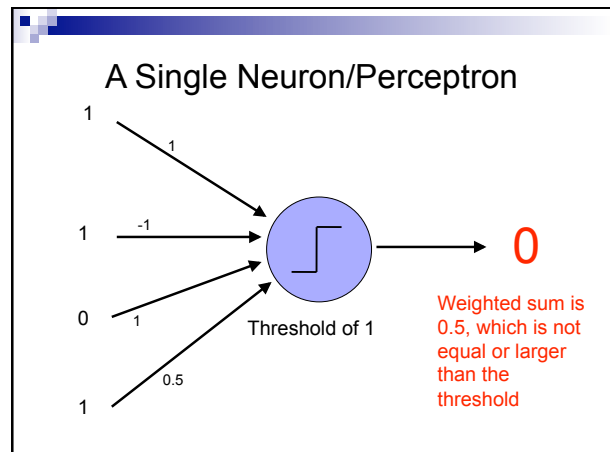 A Single Neuron/Perceptron
1
1
1
-1
0
1
Threshold of 1
1
0.5
0
Weighted sum is
0.5, which is not
equal or larger
than the
threshold